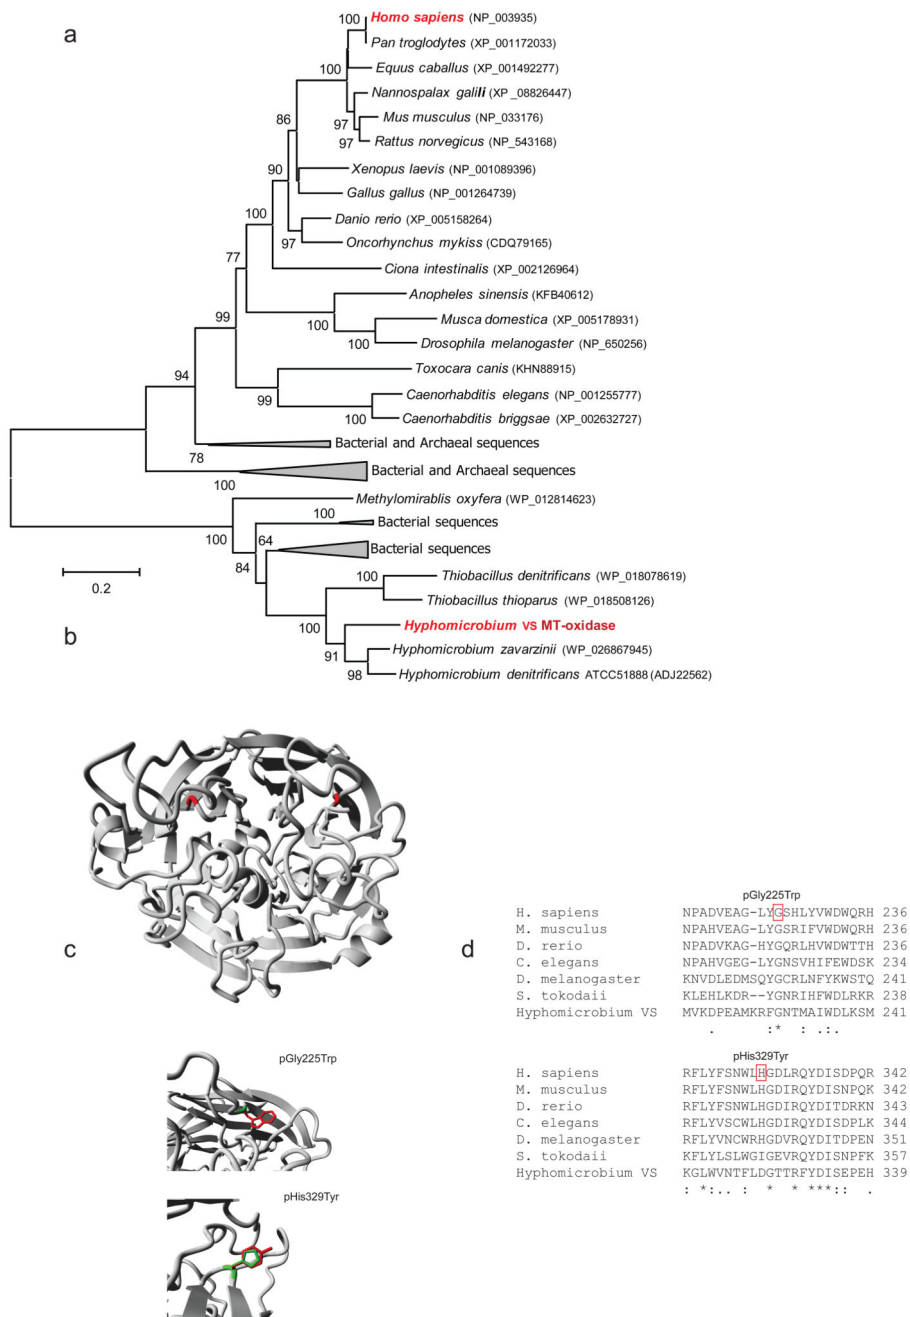 a
100
Homo sapiens (NP_003935)
Pan troglodytes (XP_001172033)
100
Equus caballus (XP_001492277)
Nannospalax galili (XP_08826447)
86
97
Mus musculus (NP_033176)
97
Rattus norvegicus (NP_543168)
90
Xenopus laevis (NP_001089396)
Gallus gallus (NP_001264739)
100
Danio rerio (XP_005158264)
97
Oncorhynchus mykiss (CDQ79165)
77
Ciona intestinalis (XP_002126964)
Anopheles sinensis (KFB40612)
99
100
Musca domestica (XP_005178931)
100
Drosophila melanogaster (NP_650256)
94
Toxocara canis (KHN88915)
99
Caenorhabditis elegans (NP_001255777)
100
Caenorhabditis briggsae (XP_002632727)
Bacterial and Archaeal sequences
78
Bacterial and Archaeal sequences
100
Methylomirablis oxyfera (WP_012814623)
100
100
Bacterial sequences
64
Bacterial sequences
84
0.2
100
Thiobacillus denitrificans (WP_018078619)
Thiobacillus thioparus (WP_018508126)
100
Hyphomicrobium VS MT-oxidase
b
91
Hyphomicrobium zavarzinii (WP_026867945)
98
Hyphomicrobium denitrificans ATCC51888 (ADJ22562)
c
d
pGly225Trp
H. sapiens NPADVEAG-LYGSHLYVWDWQRH 236
M. musculus NPAHVEAG-LYGSRIFVWDWQRH 236
D. rerio NPADVKAG-HYGQRLHVWDWTTH 236
C. elegans NPAHVGEG-LYGNSVHIFEWDSK 234
D. melanogaster KNVDLEDMSQYGCRLNFYKWSTQ 241
S. tokodaii KLEHLKDR--YGNRIHFWDLRKR 238
Hyphomicrobium VS MVKDPEAMKRFGNTMAIWDLKSM 241
. :* : .:.
pHis329Tyr
H. sapiens RFLYFSNWLHGDLRQYDISDPQR 342
M. musculus RFLYFSNWLHGDIRQYDISNPQK 342
D. rerio RFLYFSNWLHGDIRQYDITDRKN 343
C. elegans RFLYVSCWLHGDIRQYDISDPLK 344
D. melanogaster RFLYVNCWRHGDVRQYDITDPEN 351
S. tokodaii KFLYLSLWGIGEVRQYDISNPFK 357
Hyphomicrobium VS KGLWVNTFLDGTTRFYDISEPEH 339
: *:.. : * * ***:: .
pGly225Trp
pHis329Tyr